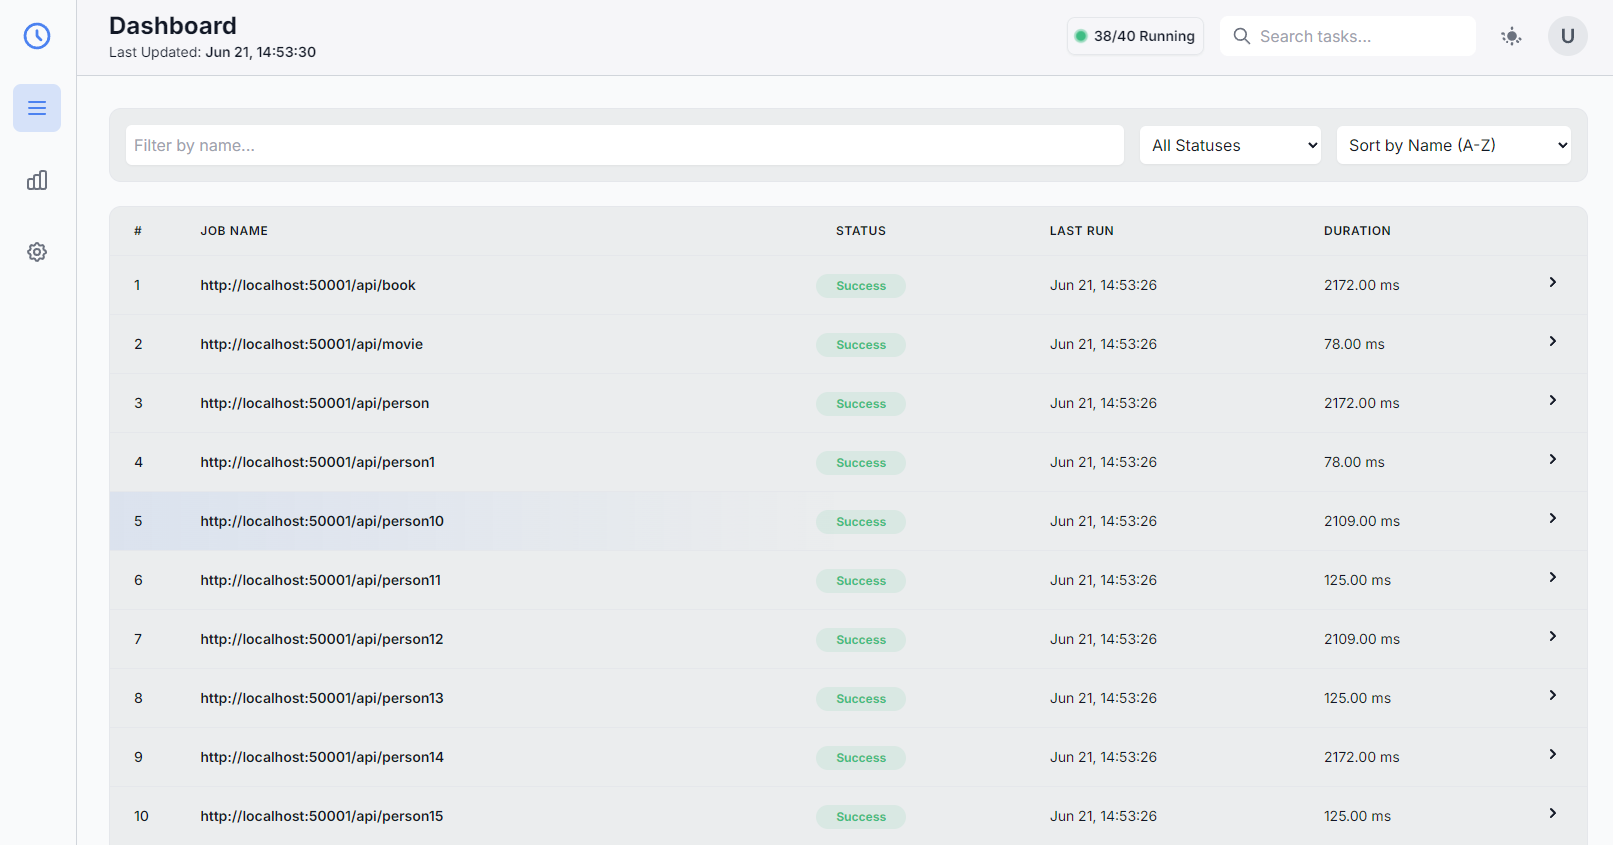 Dashboard
Last Updated: Jun 21, 14:53:30
38/40 Running
Search tasks...
U
Filter by name...
All Statuses
Sort by Name (A-Z)
# JOB NAME STATUS LAST RUN DURATION
1 http://localhost:50001/api/book Success Jun 21, 14:53:26 2172.00 ms
2 http://localhost:50001/api/movie Success Jun 21, 14:53:26 78.00 ms
3 http://localhost:50001/api/person Success Jun 21, 14:53:26 2172.00 ms
4 http://localhost:50001/api/person1 Success Jun 21, 14:53:26 78.00 ms
5 http://localhost:50001/api/person10 Success Jun 21, 14:53:26 2109.00 ms
6 http://localhost:50001/api/person11 Success Jun 21, 14:53:26 125.00 ms
7 http://localhost:50001/api/person12 Success Jun 21, 14:53:26 2109.00 ms
8 http://localhost:50001/api/person13 Success Jun 21, 14:53:26 125.00 ms
9 http://localhost:50001/api/person14 Success Jun 21, 14:53:26 2172.00 ms
10 http://localhost:50001/api/person15 Success Jun 21, 14:53:26 125.00 ms